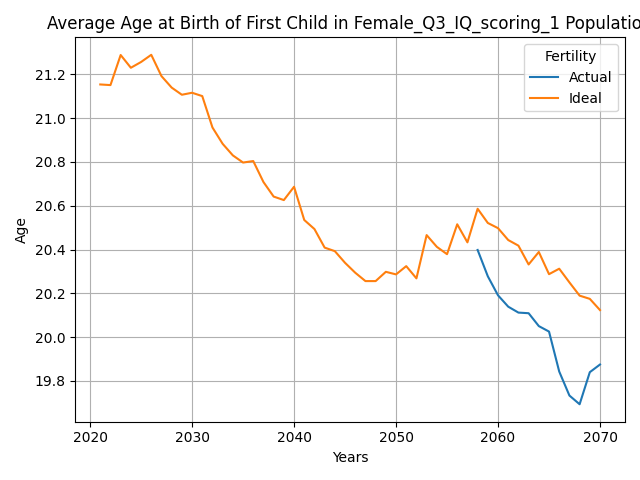 Average Age at Birth of First Child in Female_Q3_IQ_scoring_1 Populatio
Fertility
Actual
Ideal
21.2
21.0
20.8
20.6
20.4
20.2
20.0
19.8
Age
2020 2030 2040 2050 2060 2070
Years